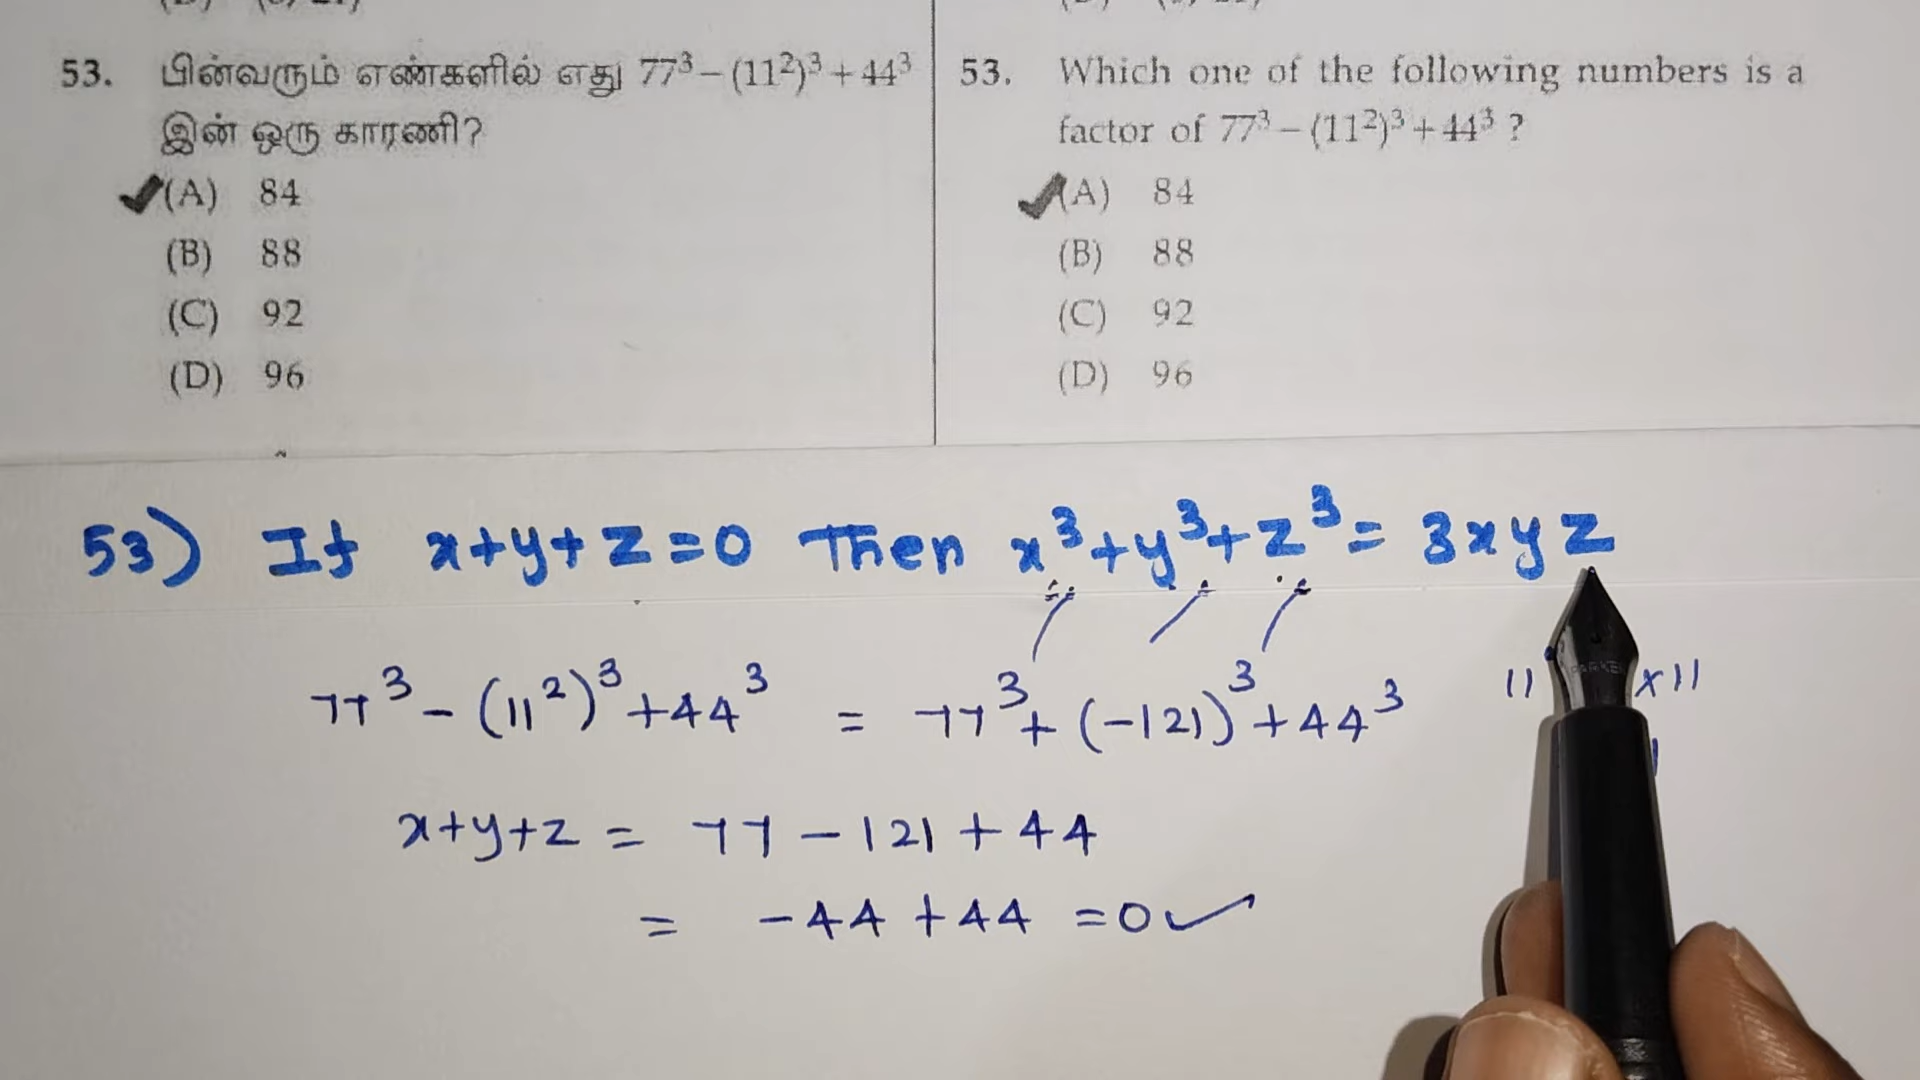 53. பின்வரும் எண்களில் எது 77³ – (11²)³ + 44³
இன் ஒரு காரணி?
(A) 84
(B) 88
(C) 92
(D) 96
53. Which one of the following numbers is a
factor of 77³ – (11²)³ + 44³ ?
(A) 84
(B) 88
(C) 92
(D) 96
53) If x+y+z=0 Then x³+y³+z³= 3xyz
77³ – (11²)³ +44³ = 77³ + (–121)³ +44³
11 x11
x+y+z = 77 – 121 + 44
= –44 +44 =0